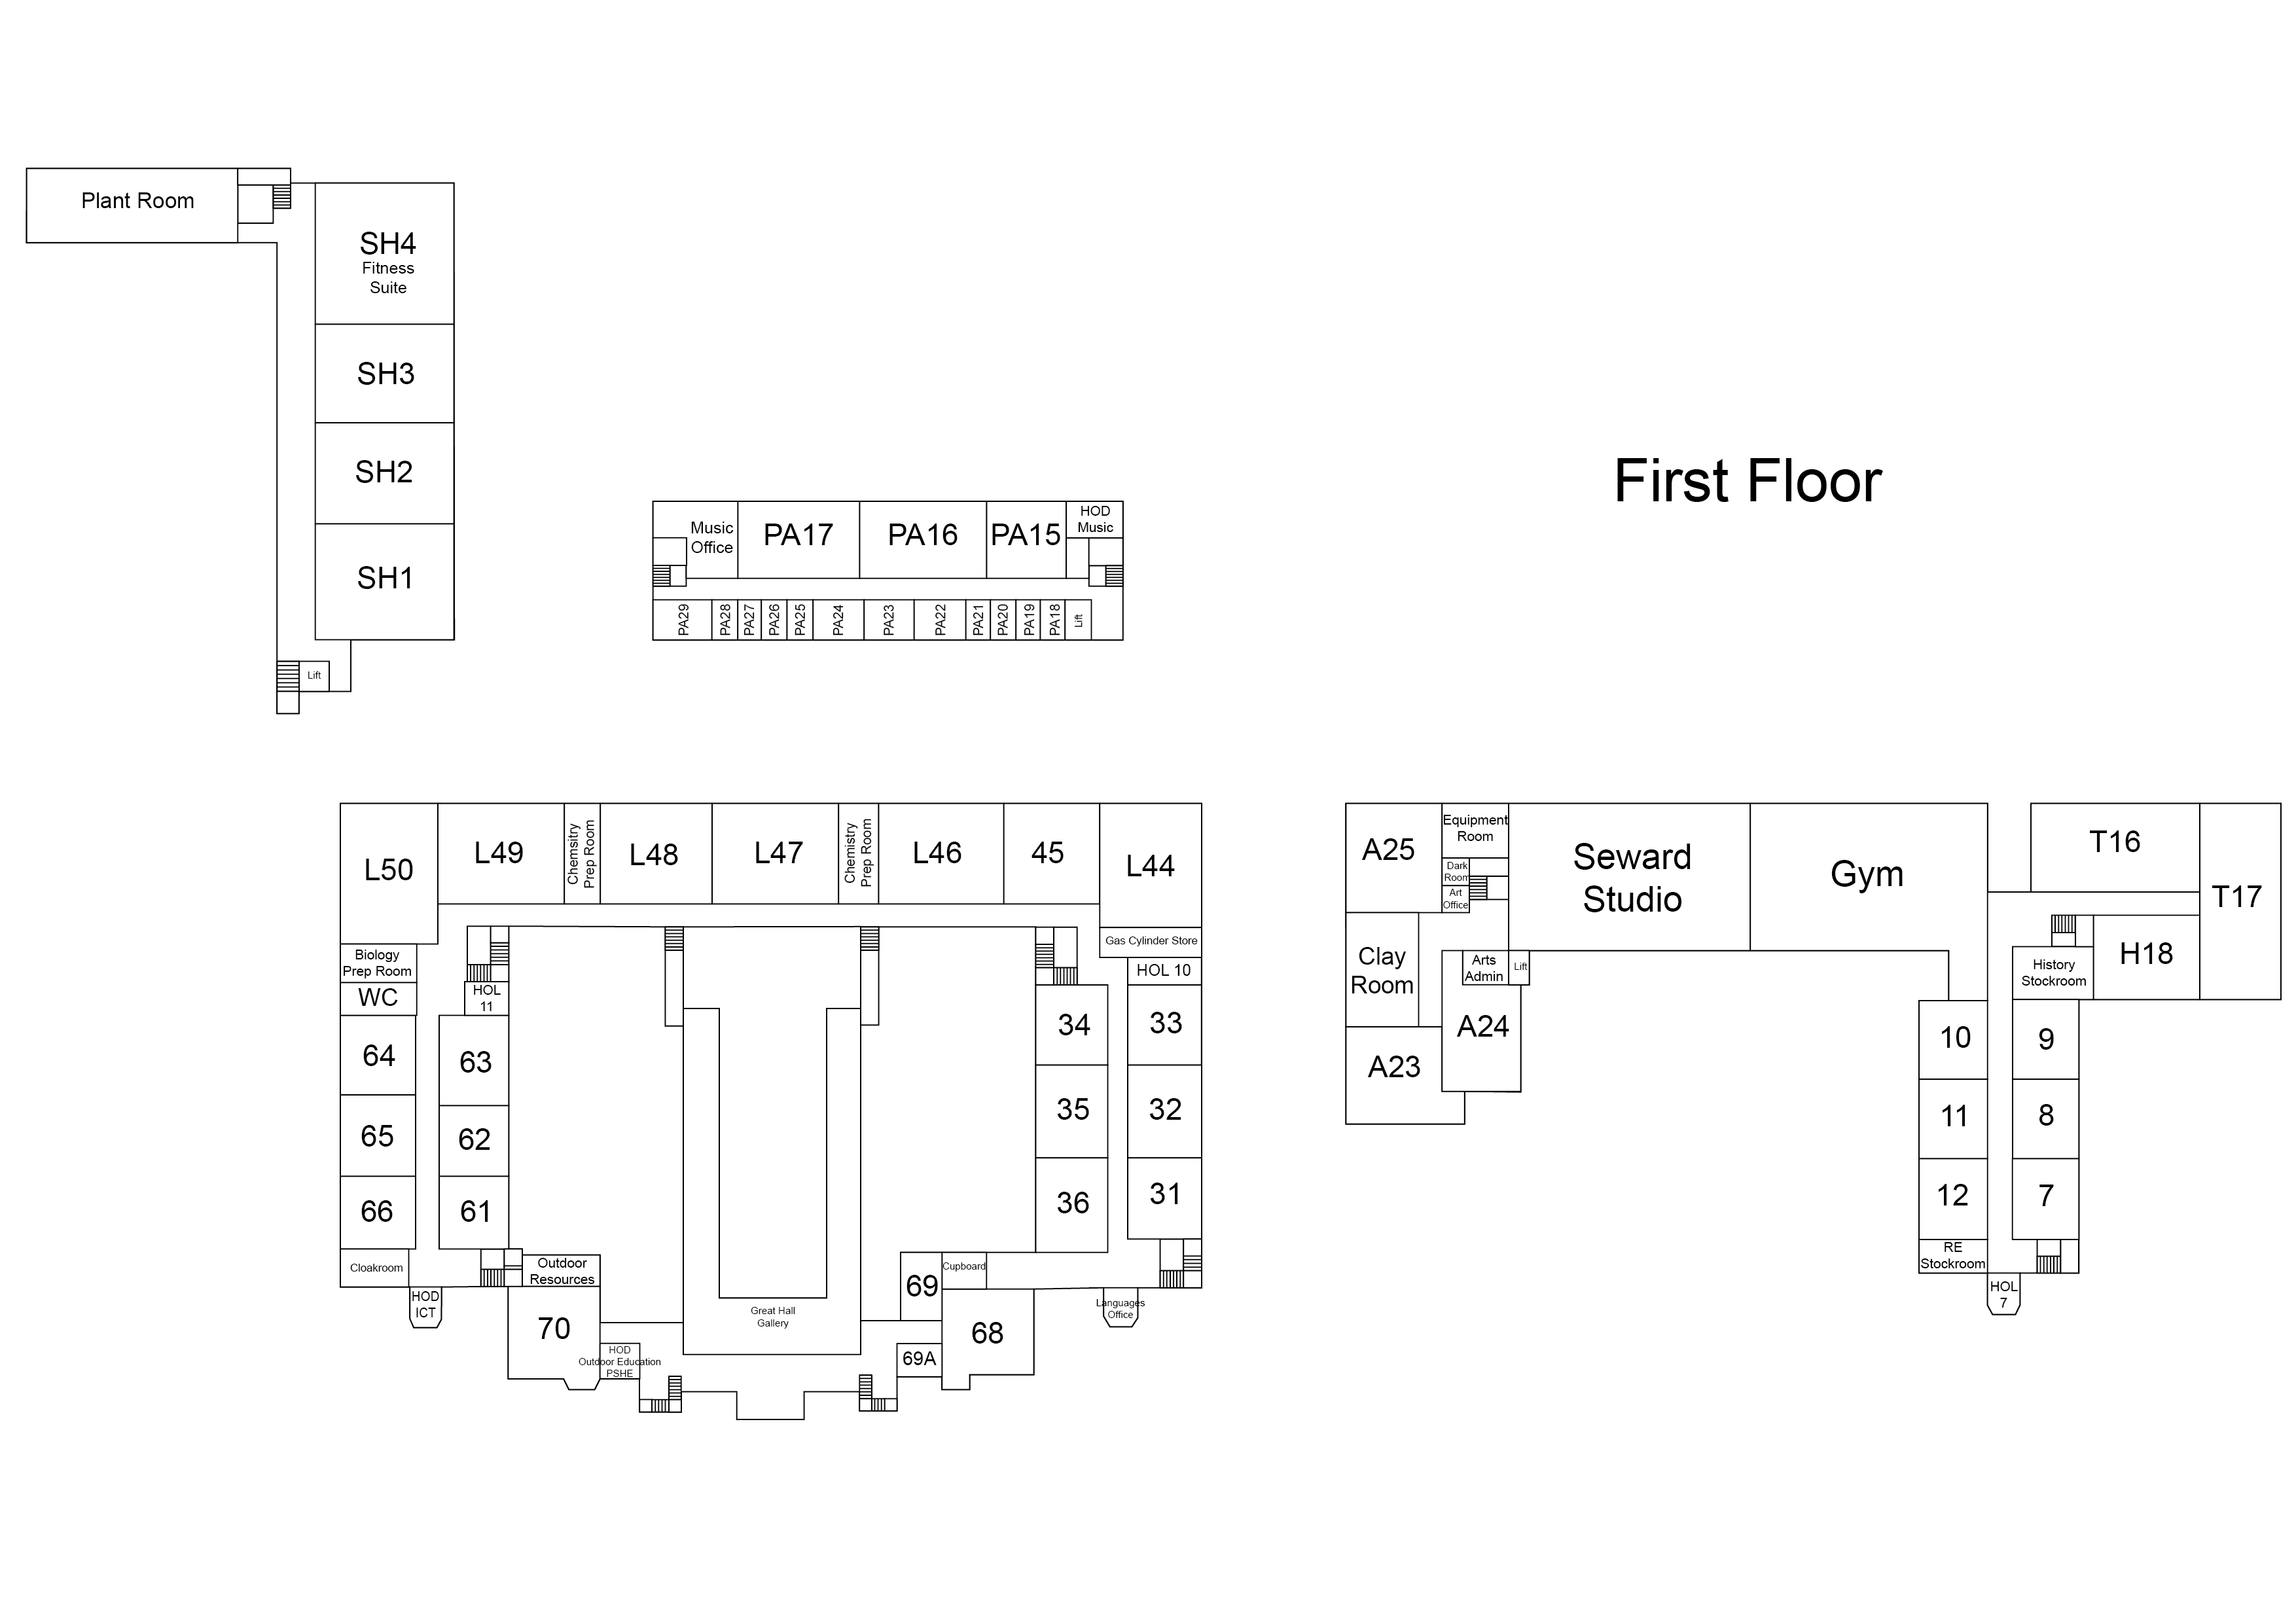 First Floor
Plant Room
SH4
Fitness
Suite
SH3
SH2
SH1
Lift
Music
Office
PA17
PA16
PA15
HOD
Music
PA29
PA28
PA27
PA26
PA25
PA24
PA23
PA22
PA21
PA20
PA19
PA18
Lift
L50
L49
Chemsitry
Prep Room
L48
L47
Chemistry
Prep Room
L46
45
L44
Biology
Prep Room
WC
HOL
11
Gas Cylinder Store
HOL 10
64
63
34
33
65
62
35
32
66
61
36
31
Cloakroom
HOD
ICT
Outdoor
Resources
70
HOD
Outdoor Education
PSHE
Great Hall
Gallery
69
Cupboard
69A
68
Languages
Office
A25
Equipment
Room
Dark
Room
Art
Office
Seward
Studio
Gym
Clay
Room
Arts
Admin
Lift
A24
A23
T16
T17
H18
History
Stockroom
10
9
11
8
12
7
RE
Stockroom
HOL
7